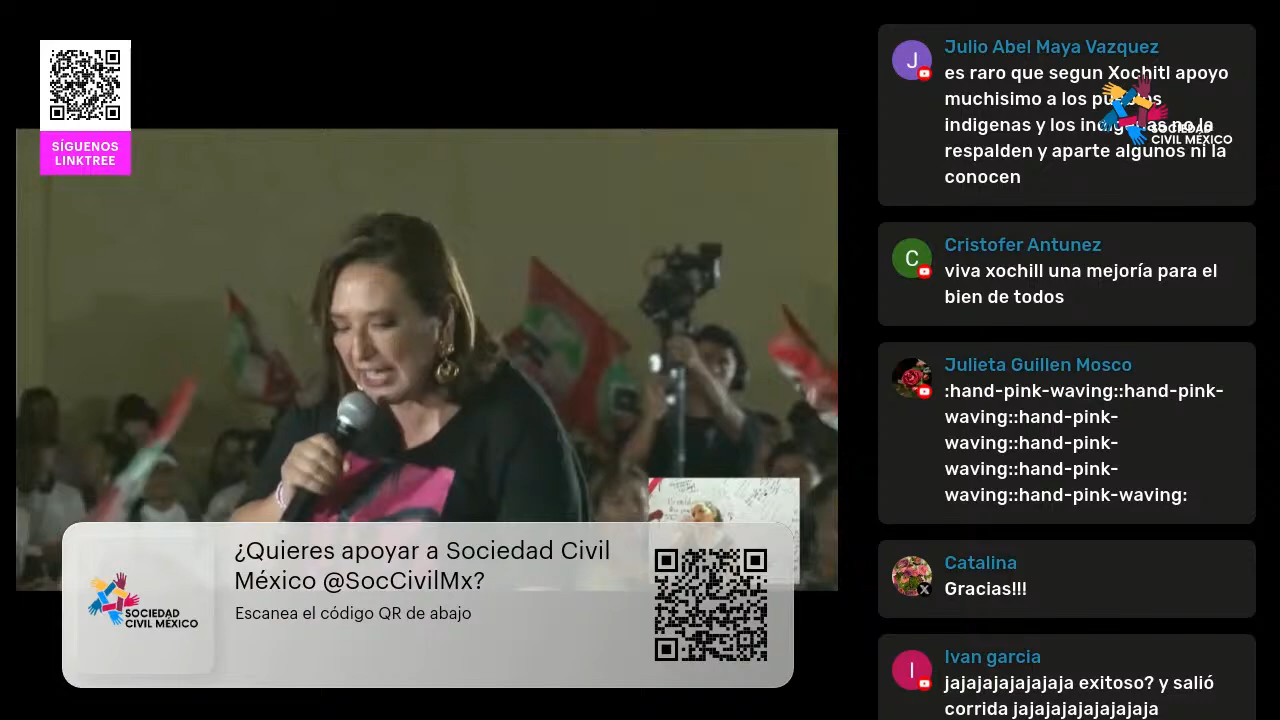 SÍGUENOS
LINKTREE
¿Quieres apoyar a Sociedad Civil
México @SocCivilMx?
Escanea el código QR de abajo
SOCIEDAD
CIVIL MÉXICO
J
Julio Abel Maya Vazquez
es raro que segun Xochitl apoyo
muchisimo a los
indigenas y los
respalden y aparte algunos ni la
conocen
SOCIEDAD
CIVIL MÉXICO
C
Cristofer Antunez
viva xochill una mejoría para el
bien de todos
Julieta Guillen Mosco
:hand-pink-waving::hand-pink-
waving::hand-pink-
waving::hand-pink-
waving::hand-pink-waving:
Catalina
Gracias!!!
I
Ivan garcia
jajajajajajajaja exitoso? y salió
corrida jajajajajajajajaja